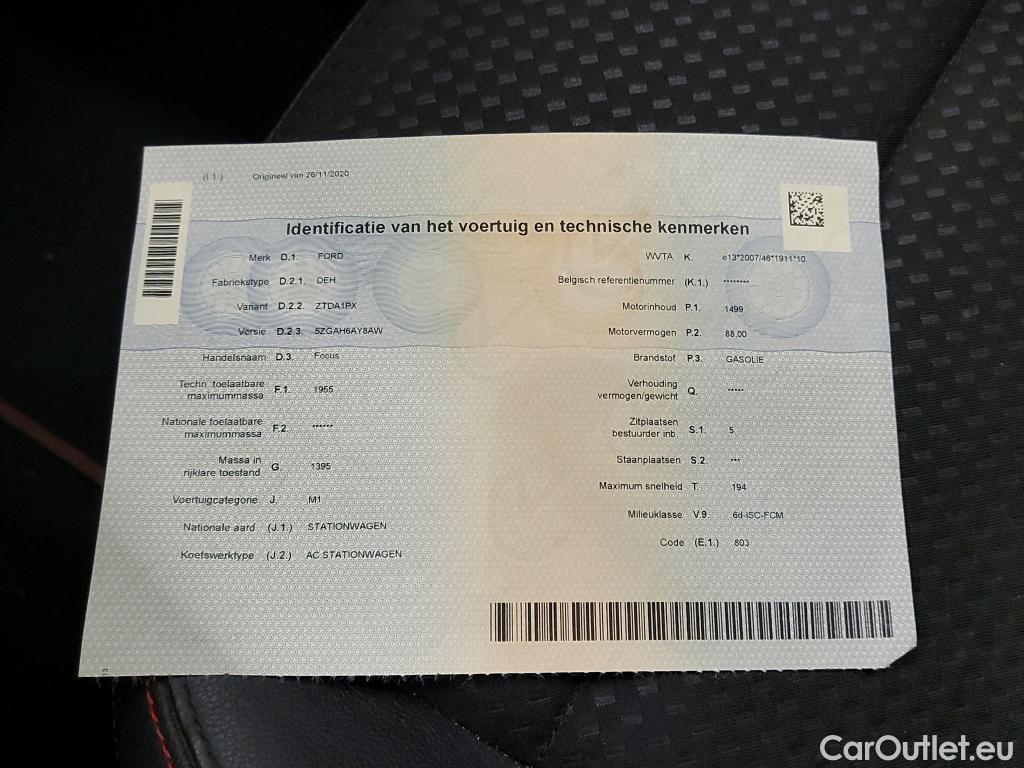 (I.1.) Origineel van 26/11/2020
Identificatie van het voertuig en technische kenmerken
Merk D.1. FORD
Fabriekstype D.2.1. DEH
Variant D.2.2. ZTDA1PX
Versie D.2.3. 5ZGAH6AY8AW
Handelsnaam D.3. Focus
Techn. toelaatbare
maximummassa F.1. 1955
Nationale toelaatbare
maximummassa F.2. ******
Massa in
rijklare toestand G. 1395
Voertuigcategorie J. M1
Nationale aard (J.1.) STATIONWAGEN
Koetswerktype (J.2.) AC STATIONWAGEN
WVTA K. e13*2007/46*1911*10
Belgisch referentienummer (K.1.) ********
Motorinhoud P.1. 1499
Motorvermogen P.2. 88,00
Brandstof P.3. GASOLIE
Verhouding
vermogen/gewicht Q. *****
Zitplaatsen
bestuurder inb. S.1. 5
Staanplaatsen S.2. ***
Maximum snelheid T. 194
Milieuklasse V.9. 6d-ISC-FCM
Code (E.1.) 803
13
CarOutlet.eu